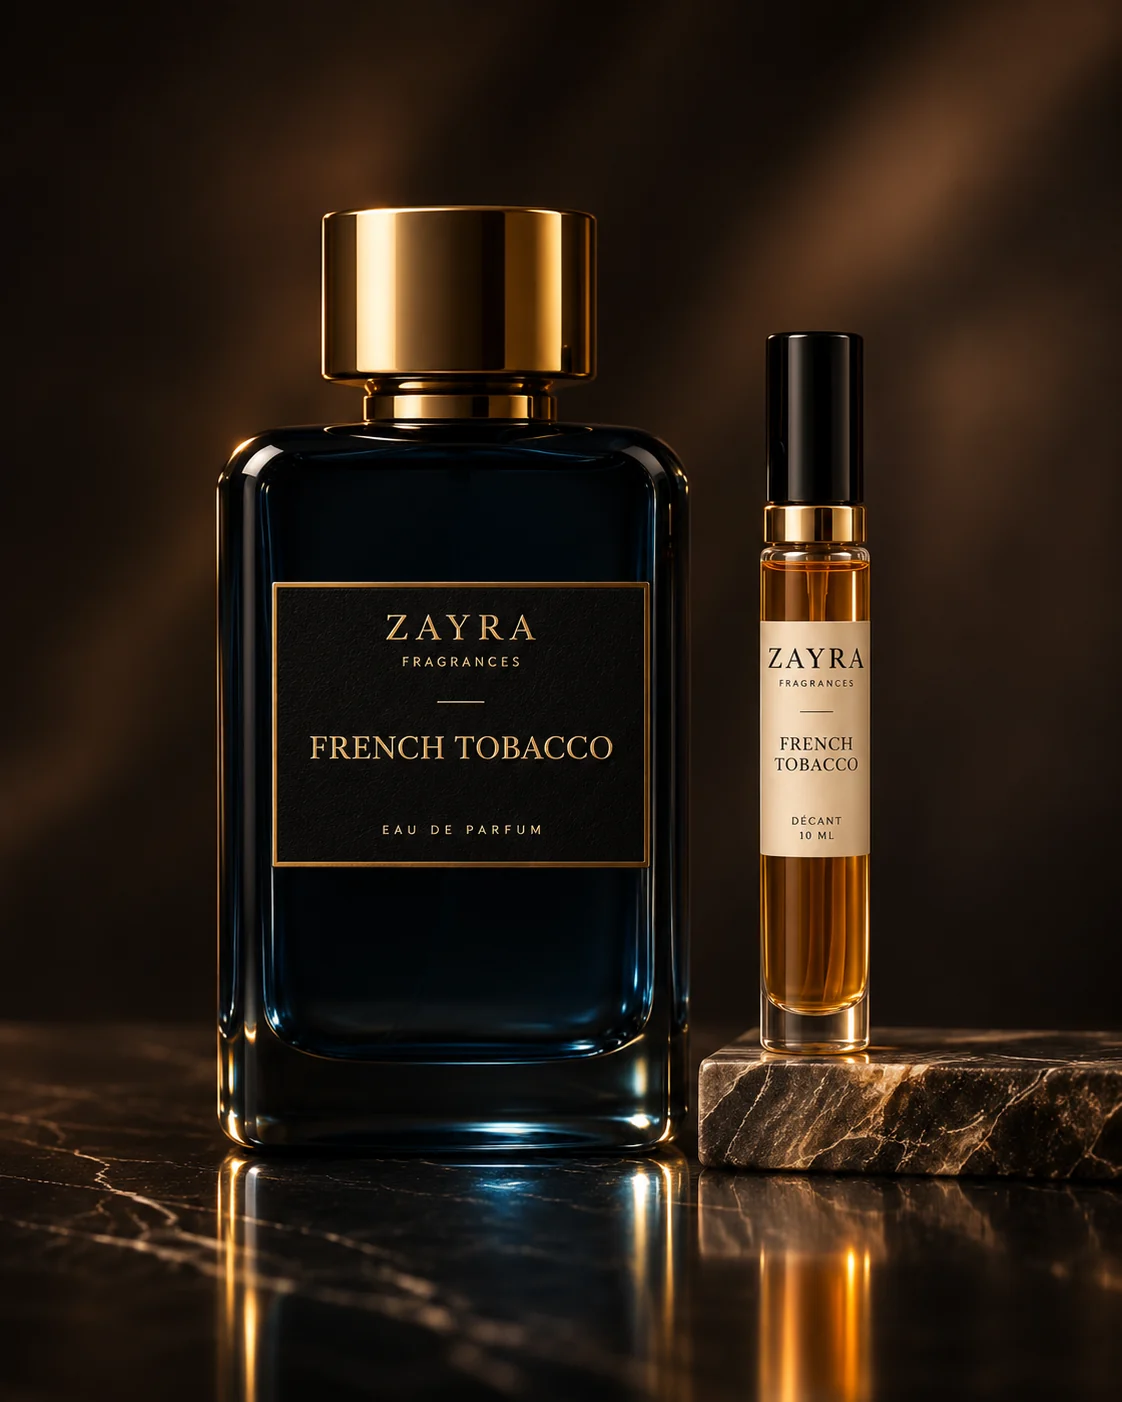 ZAYRA
FRAGRANCES
FRENCH TOBACCO
EAU DE PARFUM
ZAYRA
FRAGRANCES
FRENCH
TOBACCO
DÉCANT
10 ML